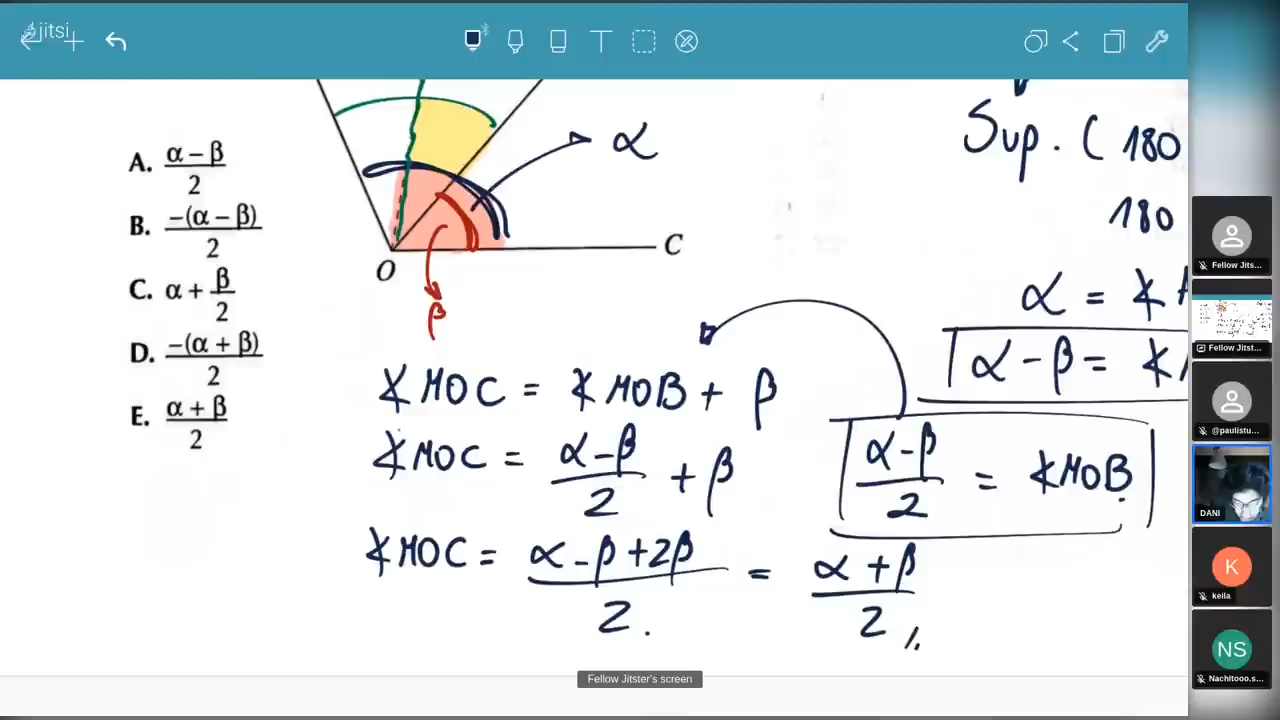 jitsi
A. α − β / 2
B. −(α − β) / 2
C. α + β / 2
D. −(α + β) / 2
E. α + β / 2
α
O
C
β
Sup. ( 180
180
α = ∡
α − β = ∡
∡ MOC = ∡ MOB + β
∡ MOC = α − β / 2 + β
α − β / 2 = ∡ MOB
∡ MOC = α − β + 2β / 2 = α + β / 2 //.
Fellow Jitster's screen
Fellow Jits...
Fellow Jitst...
@paulistu...
DANI
K
keila
NS
Nachitooo.s...